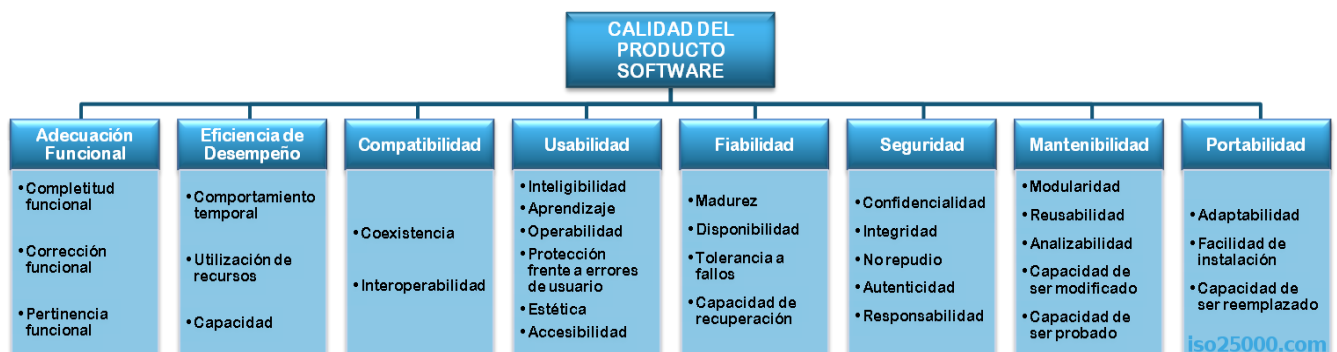 CALIDAD DEL
PRODUCTO
SOFTWARE
Adecuación
Funcional
• Completitud
funcional
• Corrección
funcional
• Pertinencia
funcional
Eficiencia de
Desempeño
• Comportamiento
temporal
• Utilización de
recursos
• Capacidad
Compatibilidad
• Coexistencia
• Interoperabilidad
Usabilidad
• Inteligibilidad
• Aprendizaje
• Operabilidad
• Protección
frente a errores
de usuario
• Estética
• Accesibilidad
Fiabilidad
• Madurez
• Disponibilidad
• Tolerancia a
fallos
• Capacidad de
recuperación
Seguridad
• Confidencialidad
• Integridad
• No repudio
• Autenticidad
• Responsabilidad
Mantenibilidad
• Modularidad
• Reusabilidad
• Analizabilidad
• Capacidad de
ser modificado
• Capacidad de
ser probado
Portabilidad
• Adaptabilidad
• Facilidad de
instalación
• Capacidad de
ser reemplazado
iso25000.com